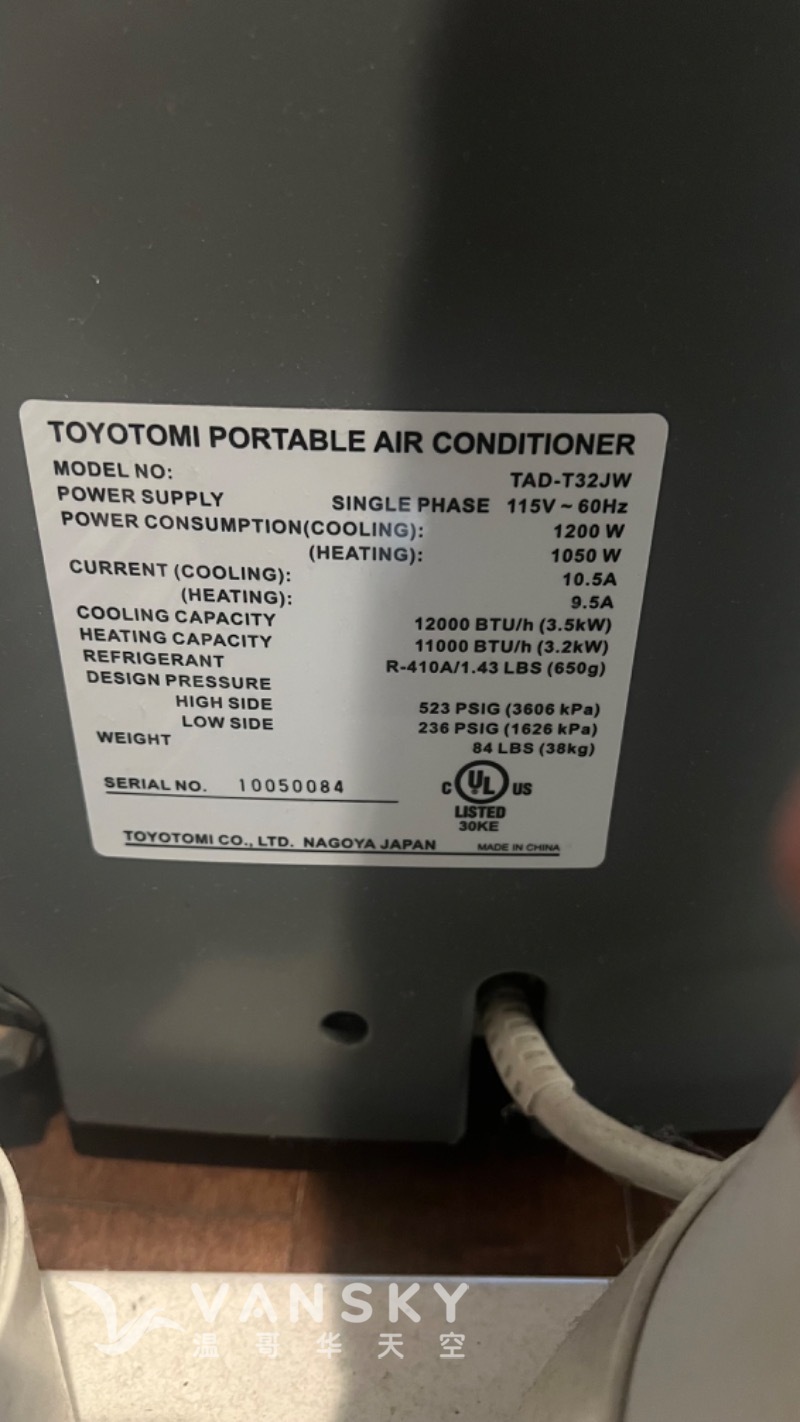 TOYOTOMI PORTABLE AIR CONDITIONER
MODEL NO: TAD-T32JW
POWER SUPPLY SINGLE PHASE 115V ~ 60Hz
POWER CONSUMPTION(COOLING): 1200 W
(HEATING): 1050 W
CURRENT (COOLING): 10.5A
(HEATING): 9.5A
COOLING CAPACITY 12000 BTU/h (3.5kW)
HEATING CAPACITY 11000 BTU/h (3.2kW)
REFRIGERANT R-410A/1.43 LBS (650g)
DESIGN PRESSURE
HIGH SIDE 523 PSIG (3606 kPa)
LOW SIDE 236 PSIG (1626 kPa)
WEIGHT 84 LBS (38kg)
SERIAL NO. 10050084
C UL US
LISTED
30KE
TOYOTOMI CO., LTD. NAGOYA JAPAN MADE IN CHINA
VANSKY
温哥华天空